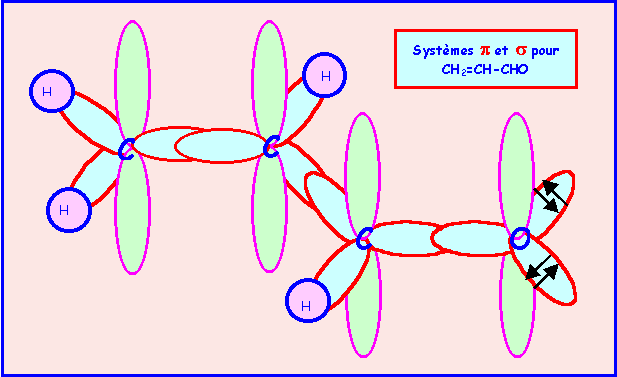 Systèmes π et σ pour
CH₂=CH-CHO
H
H
C
C
H
C
O
H